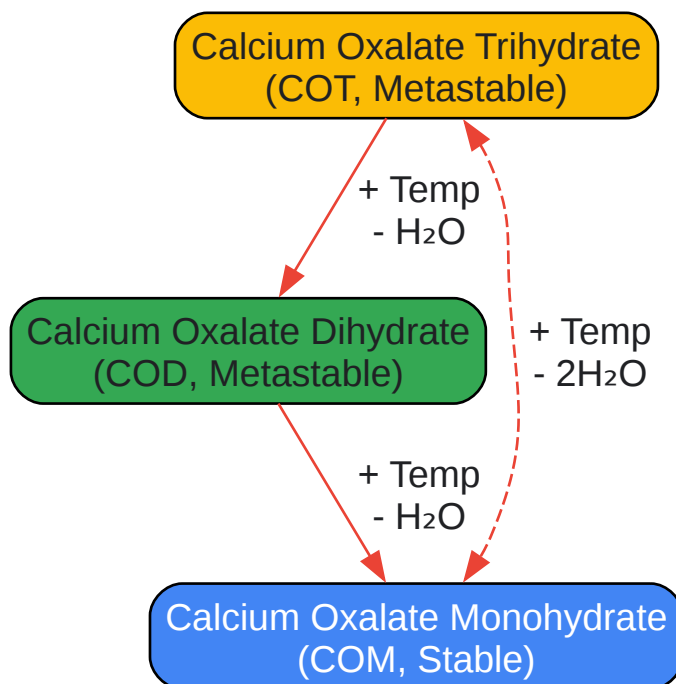 Calcium Oxalate Trihydrate
(COT, Metastable)
+ Temp
- H₂O
Calcium Oxalate Dihydrate
(COD, Metastable)
+ Temp
- 2H₂O
+ Temp
- H₂O
Calcium Oxalate Monohydrate
(COM, Stable)